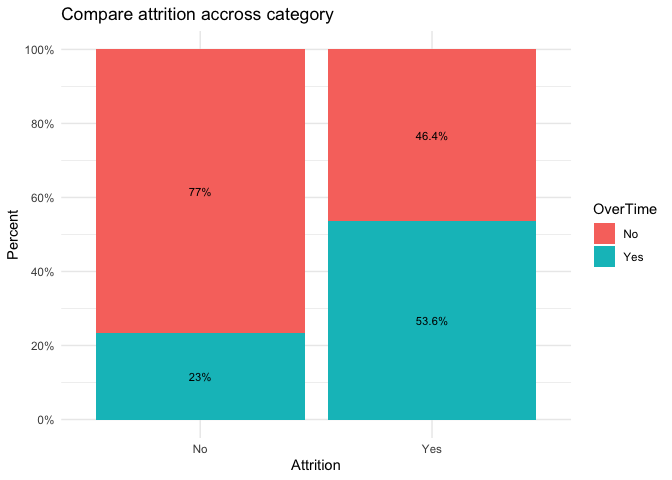 Compare attrition accross category
100%
80%
60%
40%
20%
0%
Percent
77%
23%
46.4%
53.6%
No
Yes
Attrition
OverTime
No
Yes